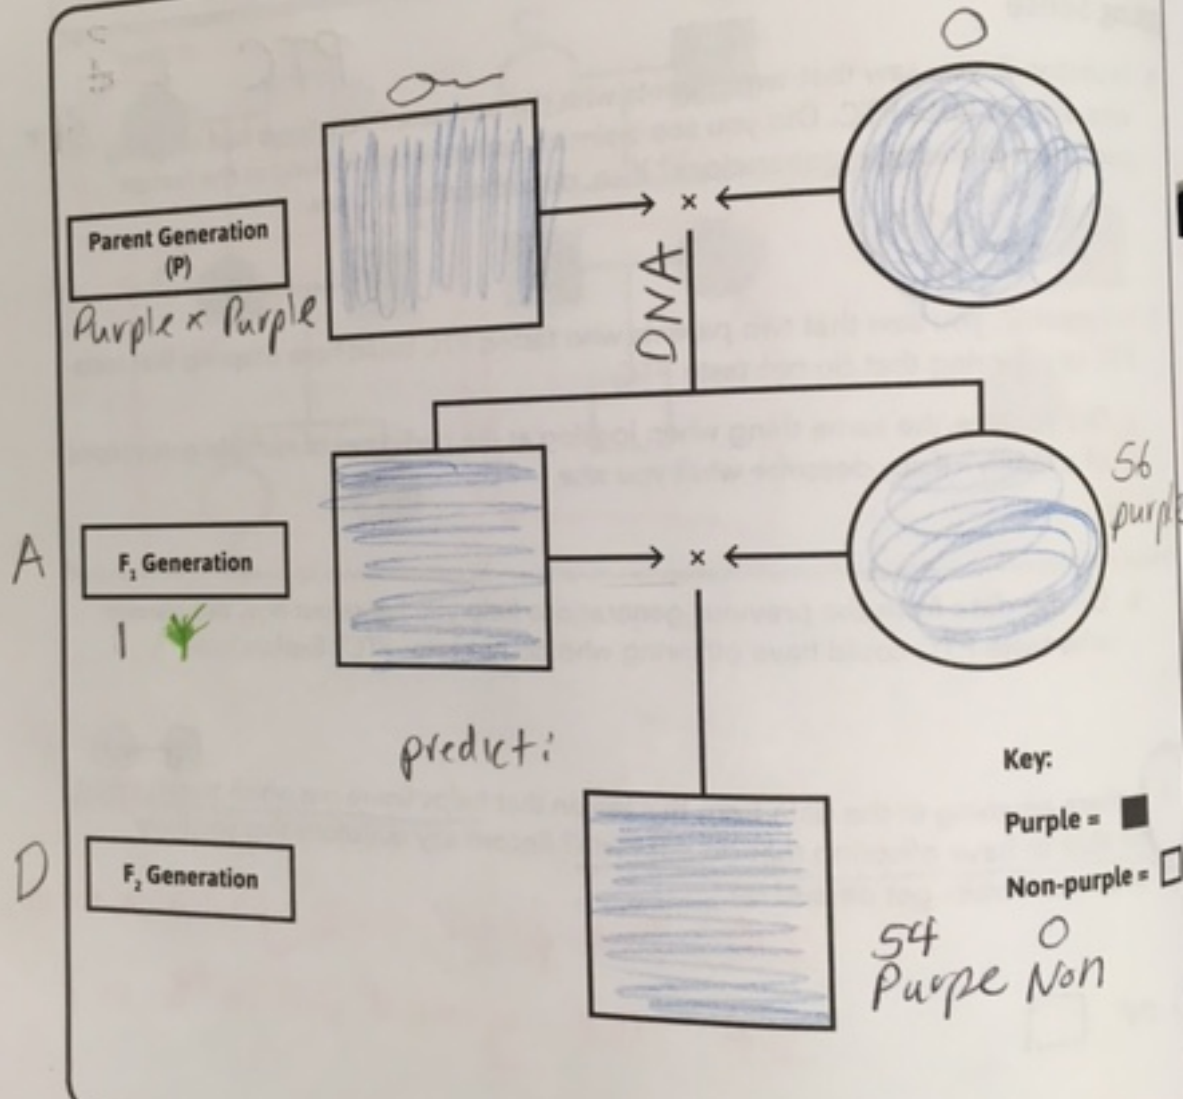 Parent Generation
(P)
Purple x Purple
x
DNA
56
purple
A
F₁ Generation
x
1
predict:
Key:
Purple =
Non-purple =
D
F₂ Generation
54 0
Purpe Non